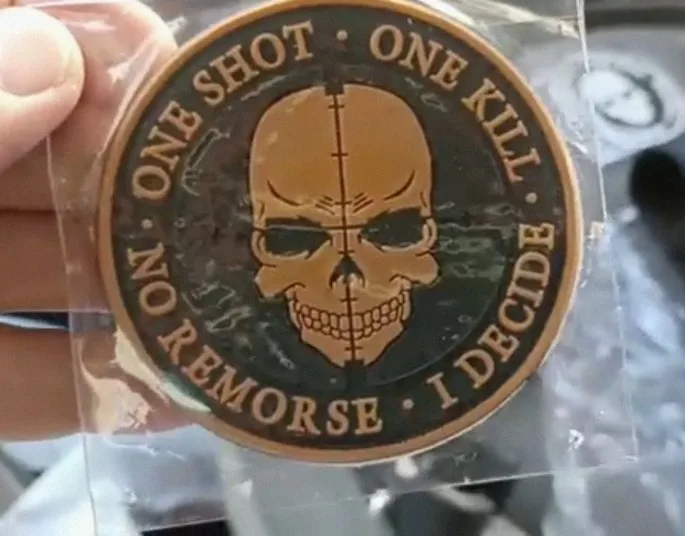 ONE SHOT · ONE KILL ·
NO REMORSE · I DECIDE ·